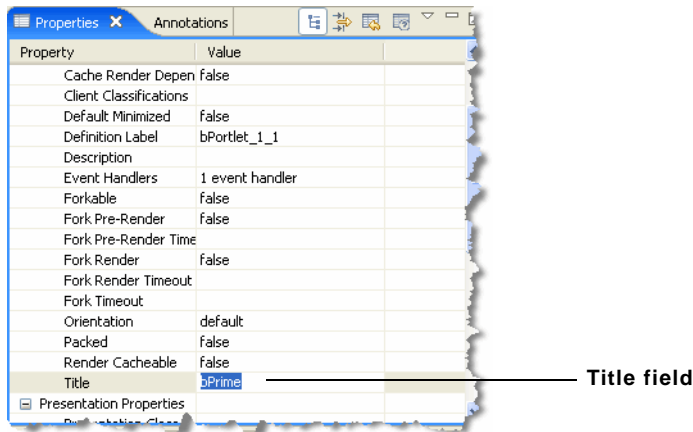 Properties Annotations
Property Value
Cache Render Depen false
Client Classifications
Default Minimized false
Definition Label bPortlet_1_1
Description
Event Handlers 1 event handler
Forkable false
Fork Pre-Render false
Fork Pre-Render Time
Fork Render false
Fork Render Timeout
Fork Timeout
Orientation default
Packed false
Render Cacheable false
Title bPrime Title field
Presentation Properties